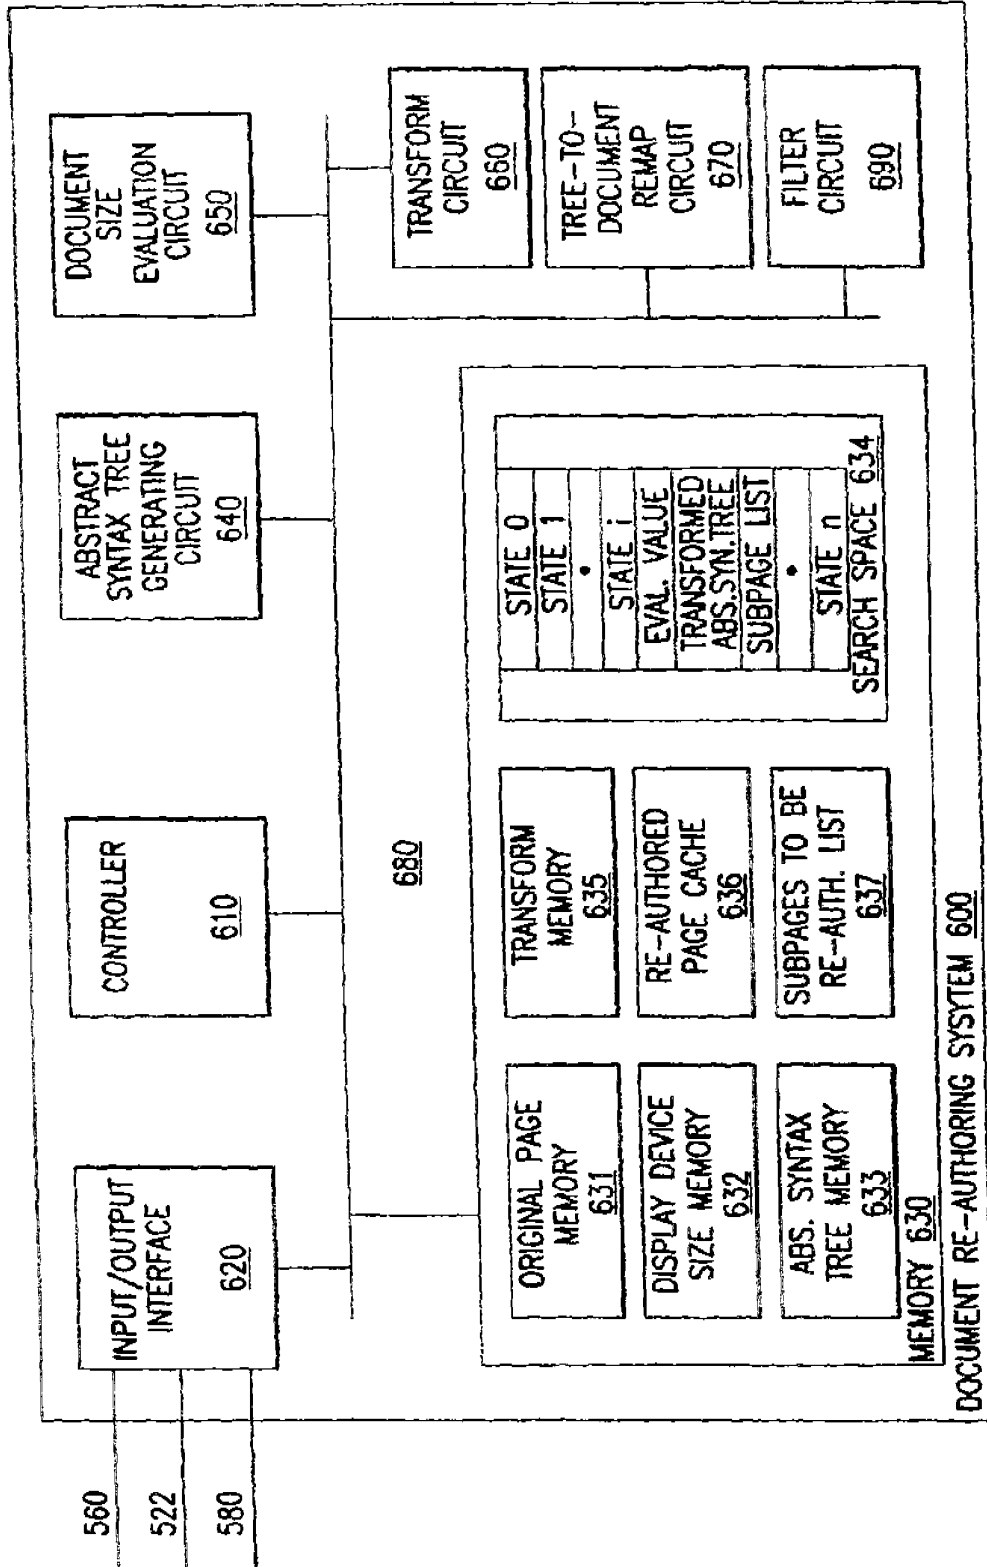 560
522
580
INPUT/OUTPUT
INTERFACE
620
CONTROLLER
610
ABSTRACT
SYNTAX TREE
GENERATING
CIRCUIT
640
DOCUMENT
SIZE
EVALUATION
CIRCUIT
650
680
TRANSFORM
CIRCUIT
660
TREE-TO-
DOCUMENT
REMAP
CIRCUIT
670
FILTER
CIRCUIT
690
ORIGINAL PAGE
MEMORY
631
DISPLAY DEVICE
SIZE MEMORY
632
ABS. SYNTAX
TREE MEMORY
633
TRANSFORM
MEMORY
635
RE-AUTHORED
PAGE CACHE
636
SUBPAGES TO BE
RE-AUTH. LIST
637
STATE 0
STATE 1
•
STATE i
EVAL. VALUE
TRANSFORMED
ABS.SYN.TREE
SUBPAGE LIST
•
STATE n
SEARCH SPACE 634
MEMORY 630
DOCUMENT RE-AUTHORING SYSYTEM 600